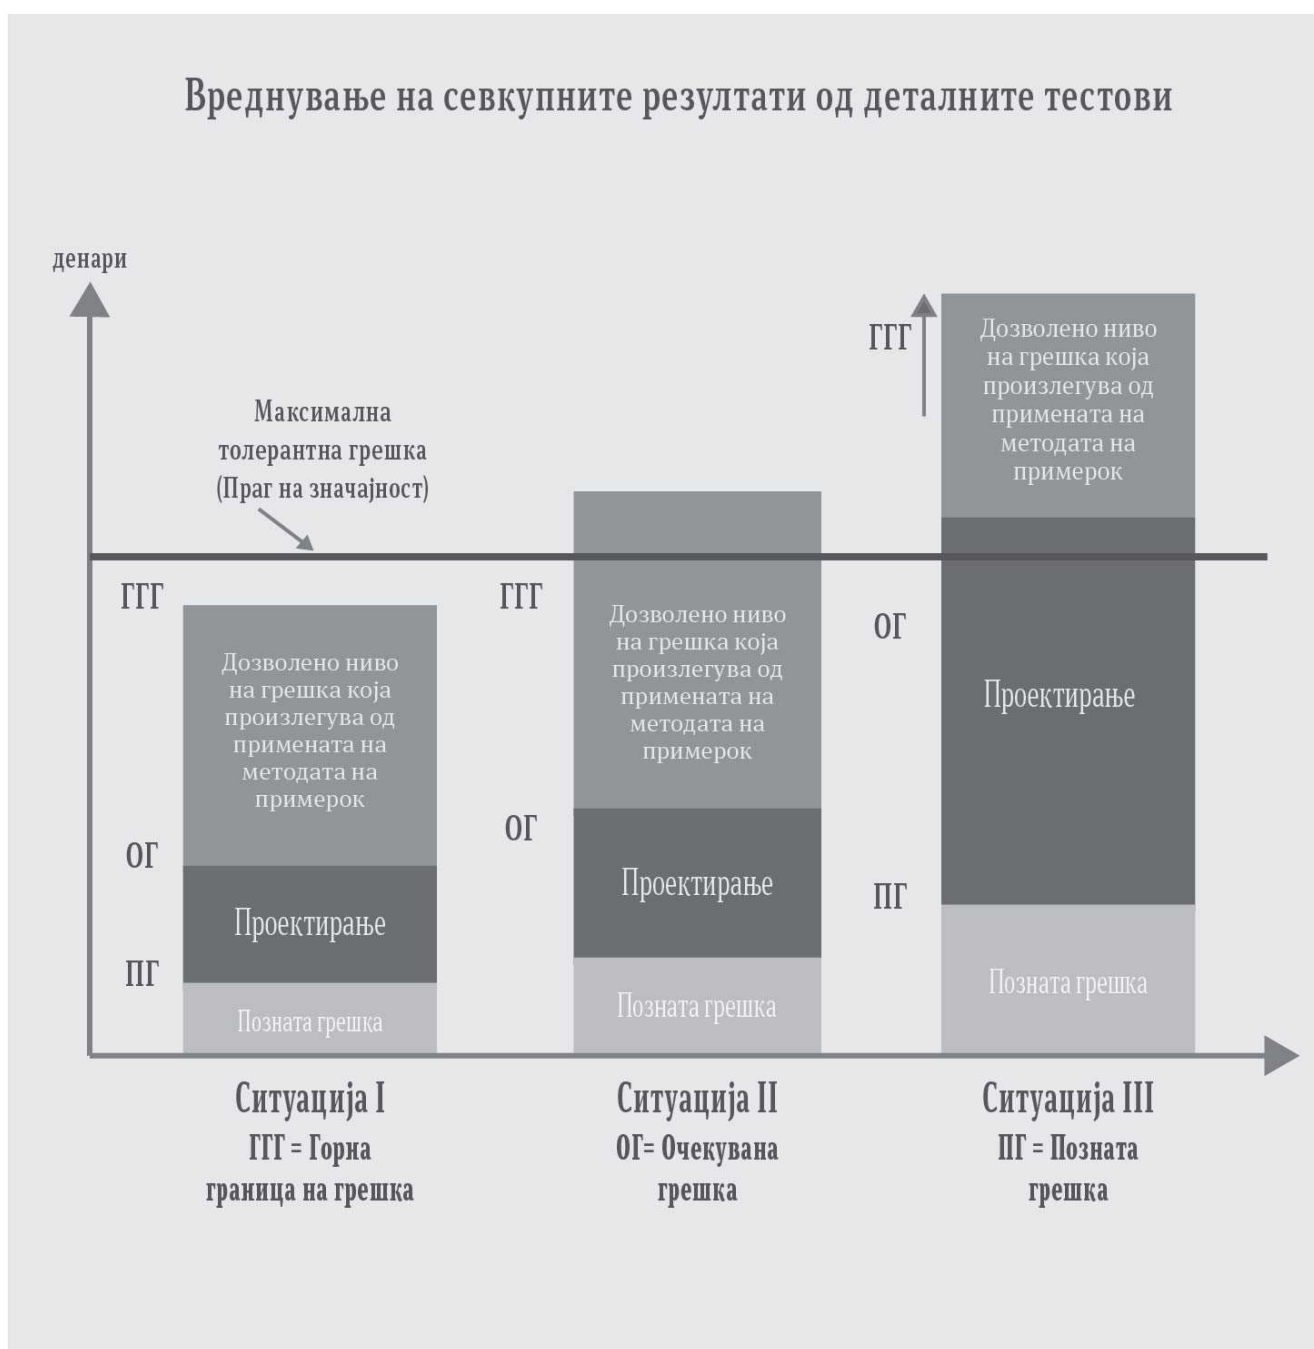 Вреднување на севкупните резултати од деталните тестови
денари
Максимална
толерантна грешка
(Праг на значајност)
ГГГ
Дозволено ниво
на грешка која
произлегува од
примената на
методата на
примерок
ОГ
Проектирање
ПГ
Позната грешка
ГГГ
Дозволено ниво
на грешка која
произлегува од
примената на
методата на
примерок
ОГ
Проектирање
Позната грешка
ГГГ
Дозволено ниво
на грешка која
произлегува од
примената на
методата на
примерок
ОГ
Проектирање
ПГ
Позната грешка
Ситуација I
ГГГ = Горна
граница на грешка
Ситуација II
ОГ= Очекувана
грешка
Ситуација III
ПГ = Позната
грешка